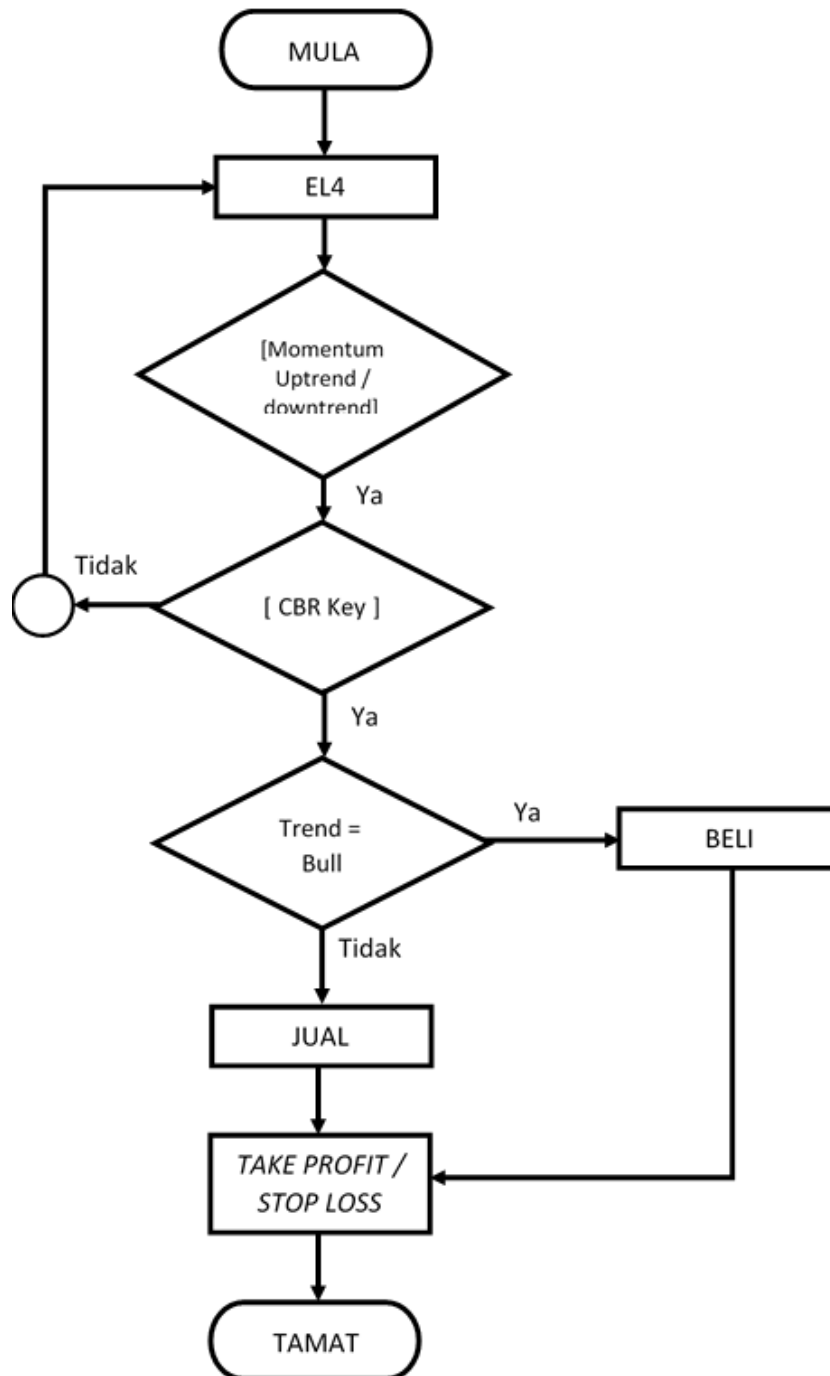 MULA
EL4
[Momentum
Uptrend /
downtrend]
Ya
Tidak
[ CBR Key ]
Ya
Trend =
Bull
Ya
BELI
Tidak
JUAL
TAKE PROFIT /
STOP LOSS
TAMAT